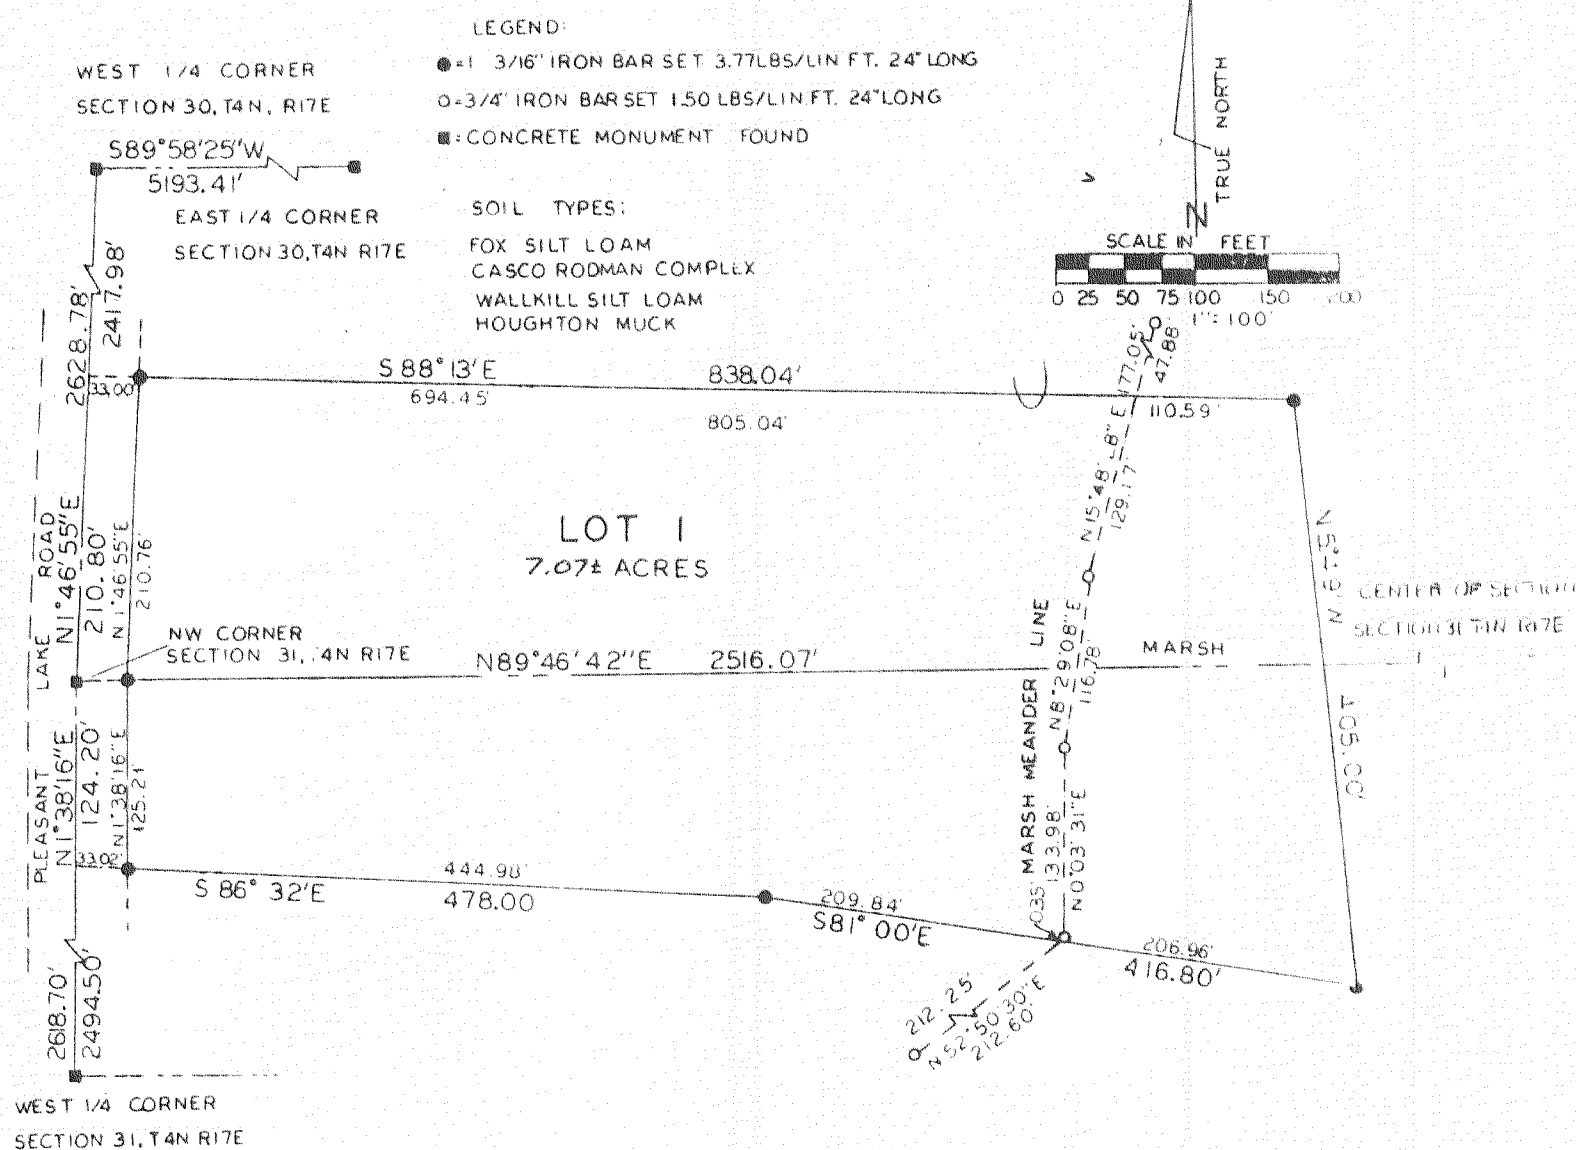 LEGEND:
●=1 3/16" IRON BAR SET 3.77LBS/LIN FT. 24" LONG
O=3/4" IRON BAR SET 1.50 LBS/LIN.FT. 24" LONG
■:CONCRETE MONUMENT FOUND
WEST 1/4 CORNER
SECTION 30, T4N, R17E
S89°58'25"W
5193.41'
EAST 1/4 CORNER
SECTION 30, T4N R17E
SOIL TYPES:
FOX SILT LOAM
CASCO RODMAN COMPLEX
WALLKILL SILT LOAM
HOUGHTON MUCK
TRUE NORTH
N
SCALE IN FEET
0 25 50 75 100 150 200
1":100'
2628.78'
2417.98'
33.00'
S 88° 13'E
838.04'
694.45'
805.04'
110.59'
177.05'
47.88'
129.17'
LOT 1
7.07± ACRES
N1°46'55"E
210.80'
N 1°46'55"E
210.76'
PLEASANT LAKE ROAD
NW CORNER
SECTION 31, 4N R17E
N89°46'42"E 2516.07'
MARSH
CENTER OF SECTION
SECTION 31 T4N R17E
405.00'
MARSH MEANDER LINE
N8°29'08"E
116.78'
133.98'
N0°03'31"E
N1°38'16"E
124.20'
N1°38'16"E
125.21
33.02'
444.98'
S 86° 32'E
478.00
209.84'
S81° 00'E
206.96'
416.80'
212.25'
N 52°50'30"E
212.60'
2618.70'
2494.50'
WEST 1/4 CORNER
SECTION 31, T4N R17E